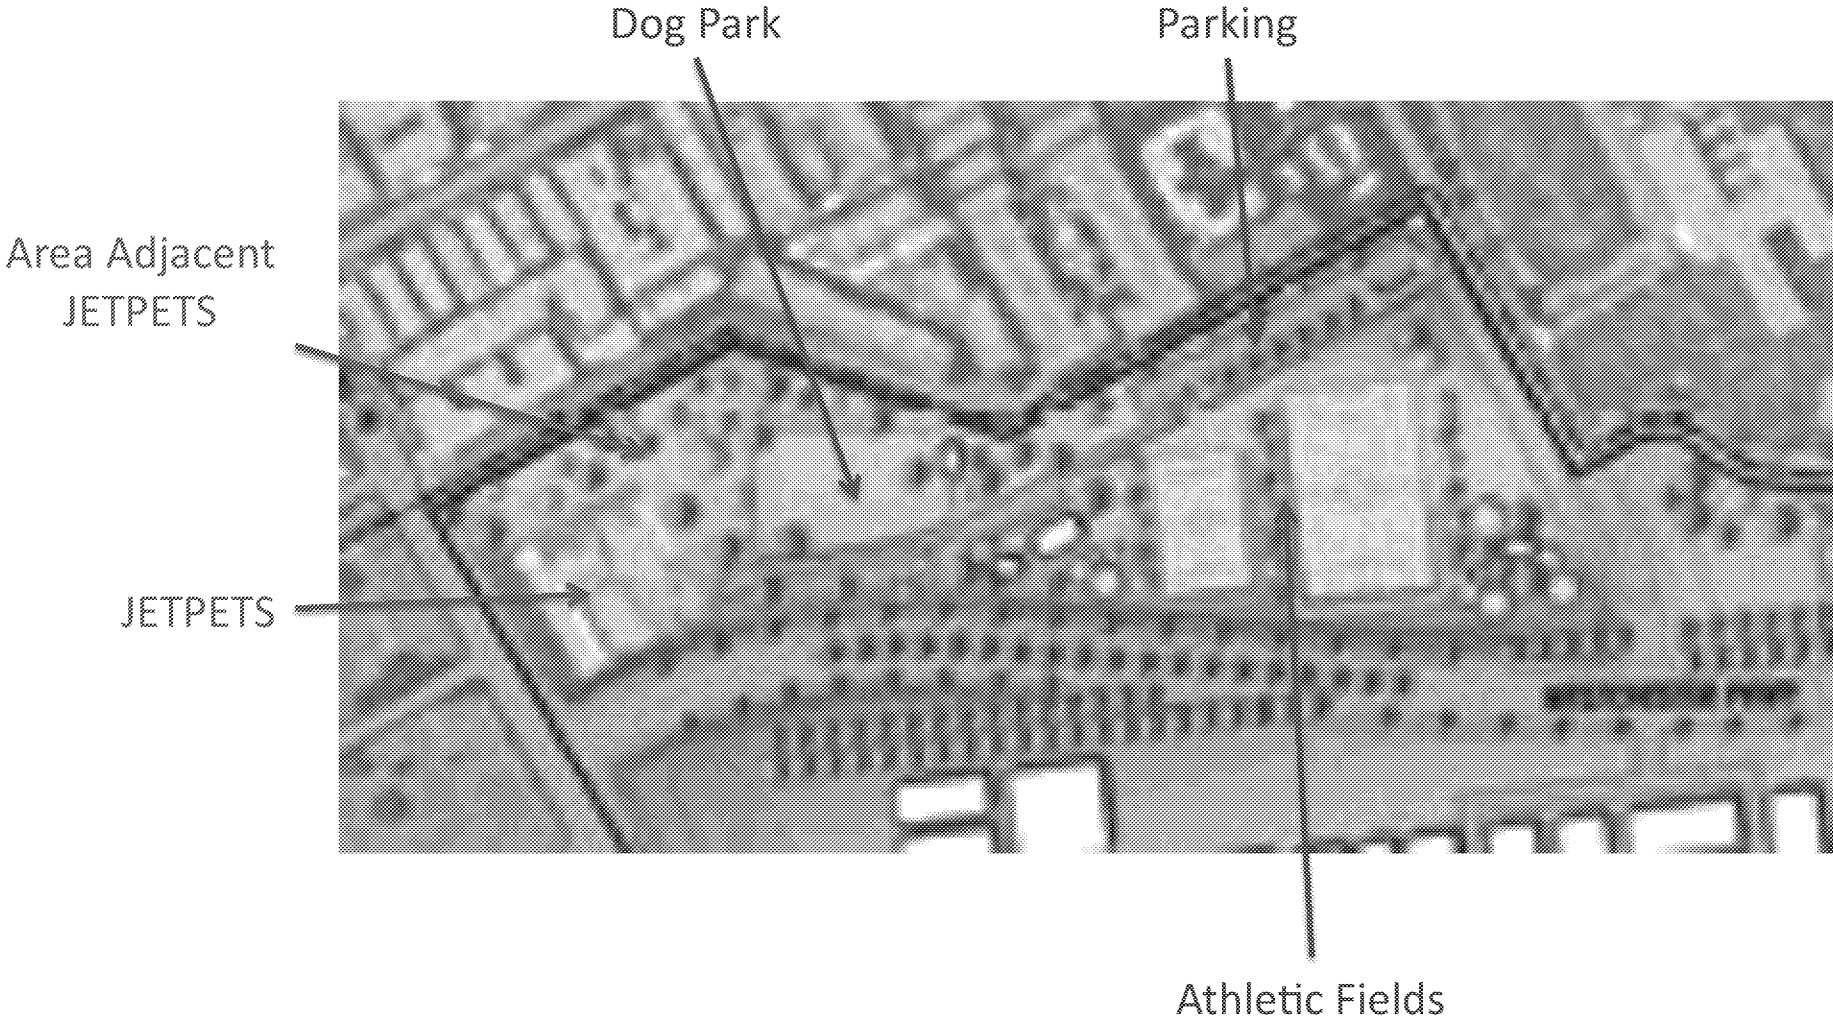 Dog Park
Parking
Area Adjacent
JETPETS
JETPETS
Athletic Fields